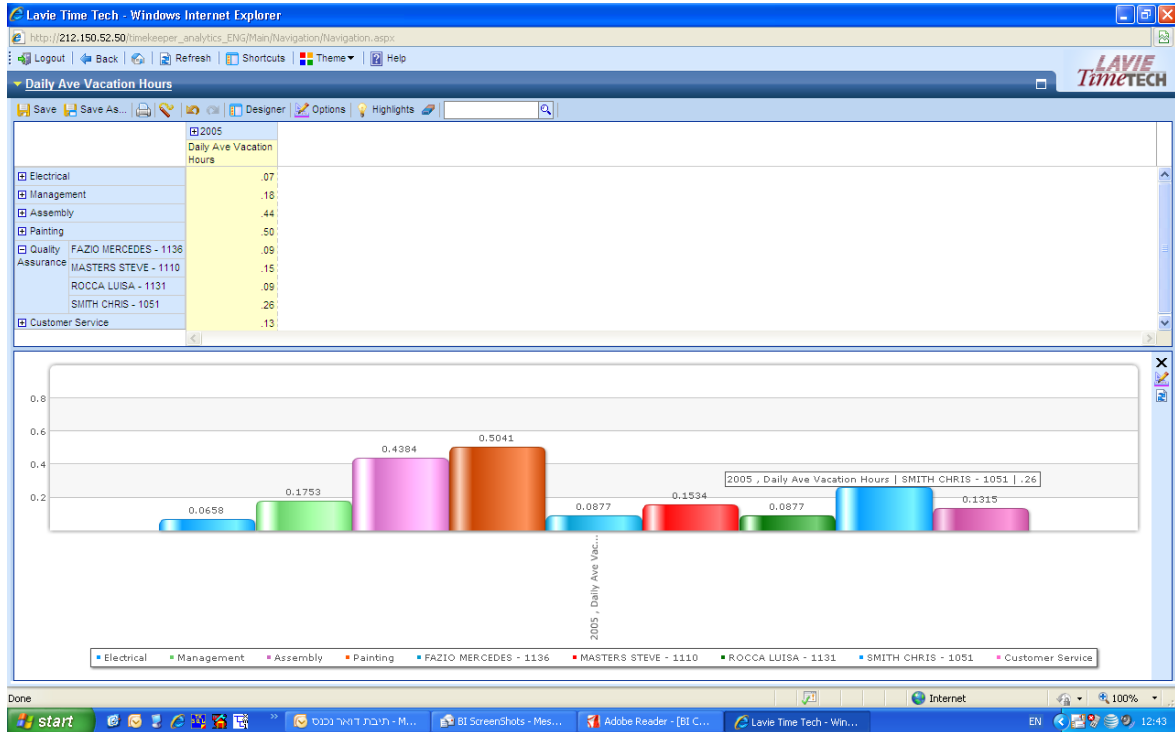 Lavie Time Tech - Windows Internet Explorer
http://212.150.52.50/timekeeper_analytics_ENG/Main/Navigation/Navigation.aspx
Logout Back Refresh Shortcuts Theme Help
LAVIE
TimeTECH
Daily Ave Vacation Hours
Save Save As... Designer Options Highlights
2005
Daily Ave Vacation
Hours
Electrical .07
Management .18
Assembly .44
Painting .50
Quality Assurance FAZIO MERCEDES - 1136 .09
MASTERS STEVE - 1110 .15
ROCCA LUISA - 1131 .09
SMITH CHRIS - 1051 .26
Customer Service .13
0.8
0.6
0.4
0.2
0.0658
0.1753
0.4384
0.5041
0.0877
0.1534
0.0877
2005 , Daily Ave Vacation Hours | SMITH CHRIS - 1051 | .26
0.1315
2005 , Daily Ave Vac...
Electrical Management Assembly Painting FAZIO MERCEDES - 1136 MASTERS STEVE - 1110 ROCCA LUISA - 1131 SMITH CHRIS - 1051 Customer Service
Done Internet 100%
start תיבת דואר נכנס - M... BI ScreenShots - Mes... Adobe Reader - [BI C... Lavie Time Tech - Win... EN 12:43